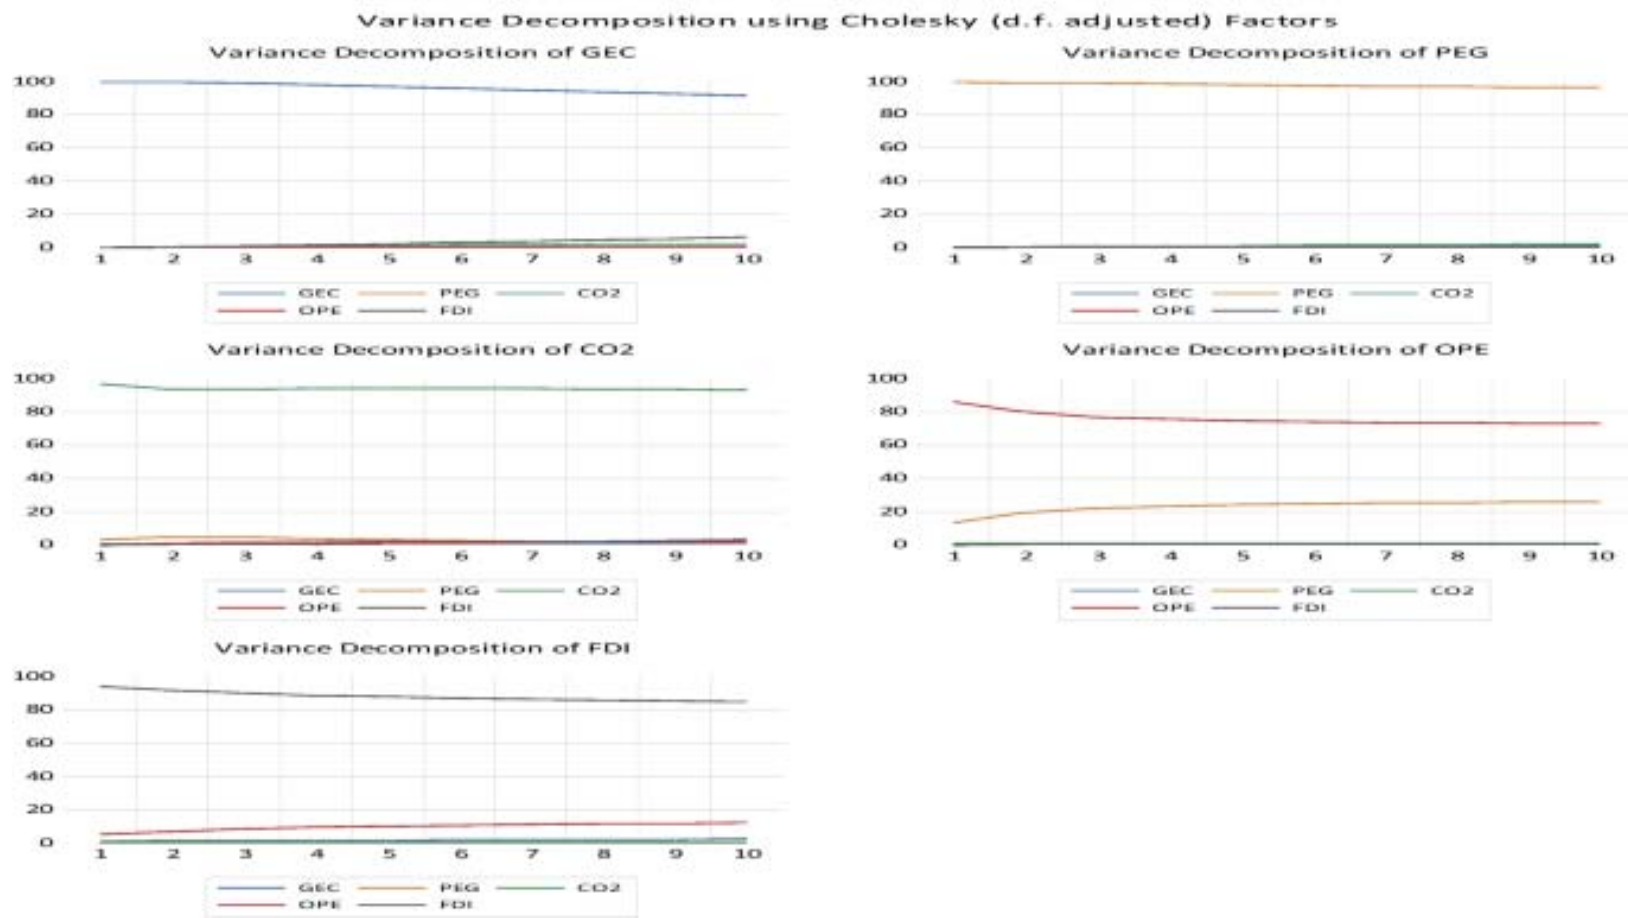 Variance Decomposition using Cholesky (d.f. adjusted) Factors
Variance Decomposition of GEC
100
80
60
40
20
0
1 2 3 4 5 6 7 8 9 10
GEC PEG CO2
OPE FDI
Variance Decomposition of PEG
100
80
60
40
20
0
1 2 3 4 5 6 7 8 9 10
GEC PEG CO2
OPE FDI
Variance Decomposition of CO2
100
80
60
40
20
0
1 2 3 4 5 6 7 8 9 10
GEC PEG CO2
OPE FDI
Variance Decomposition of OPE
100
80
60
40
20
0
1 2 3 4 5 6 7 8 9 10
GEC PEG CO2
OPE FDI
Variance Decomposition of FDI
100
80
60
40
20
0
1 2 3 4 5 6 7 8 9 10
GEC PEG CO2
OPE FDI